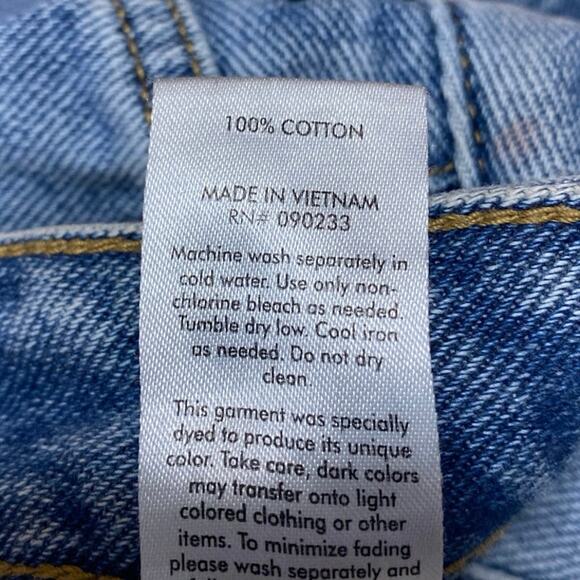 100% COTTON
MADE IN VIETNAM
RN# 090233
Machine wash separately in
cold water. Use only non-
chlorine bleach as needed
Tumble dry low. Cool iron
as needed. Do not dry
clean.
This garment was specially
dyed to produce its unique
color. Take care, dark colors
may transfer onto light
colored clothing or other
items. To minimize fading
please wash separately and